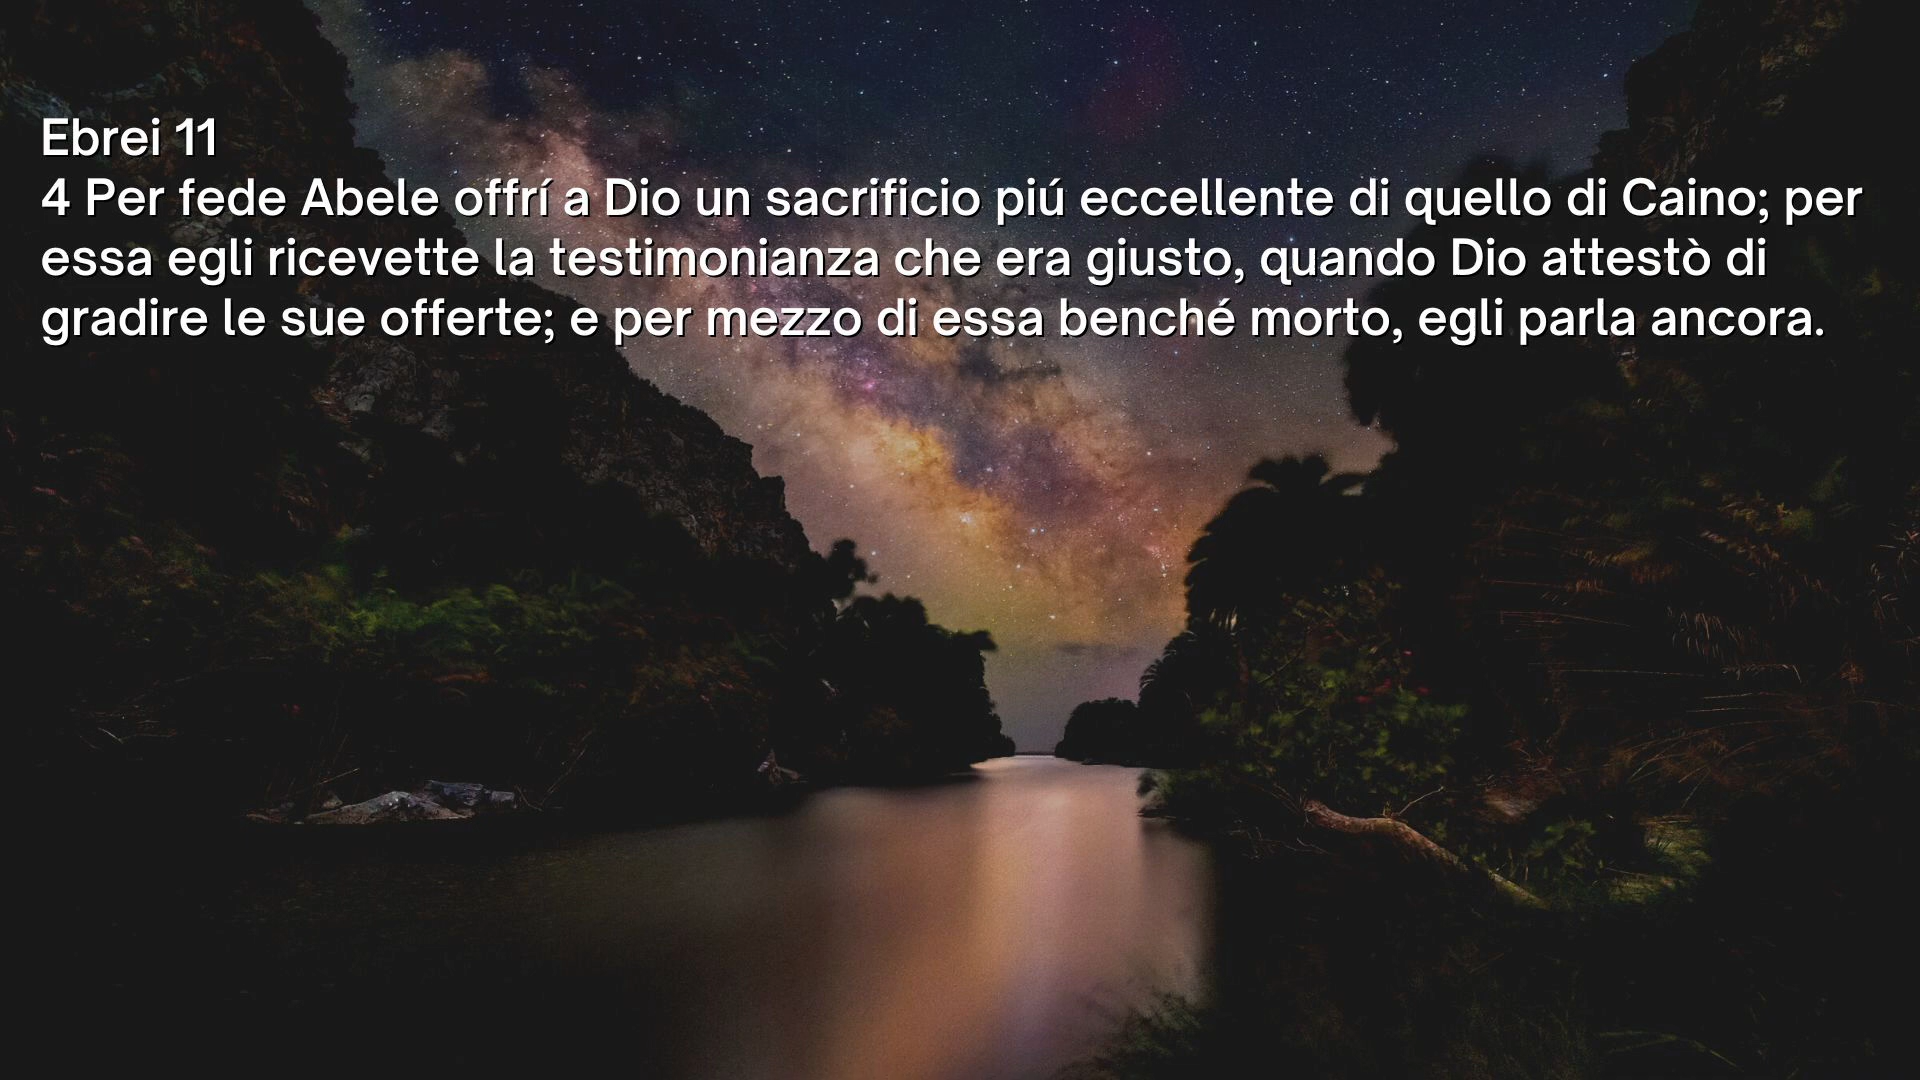 Ebrei 11
4 Per fede Abele offrí a Dio un sacrificio piú eccellente di quello di Caino; per
essa egli ricevette la testimonianza che era giusto, quando Dio attestò di
gradire le sue offerte; e per mezzo di essa benché morto, egli parla ancora.